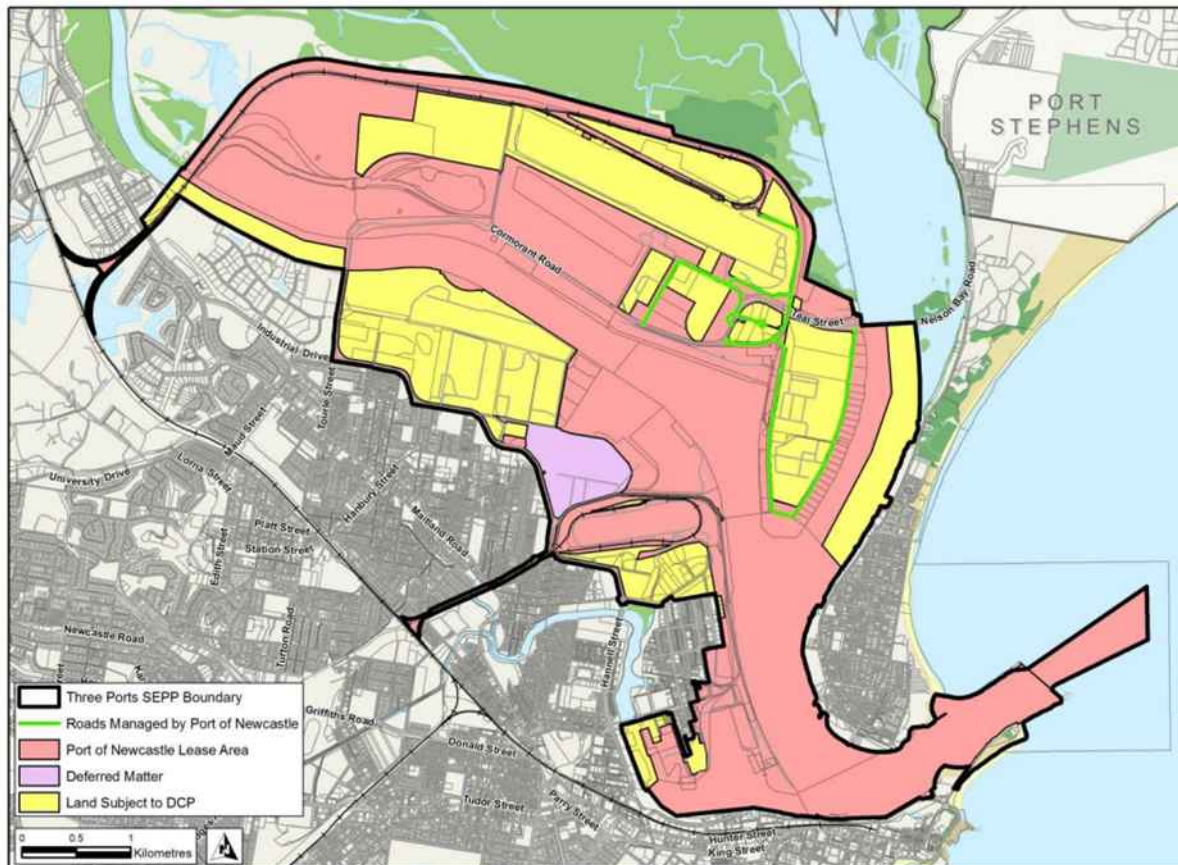 PORT
STEPHENS
Cormorant Road
Teal Street
Nelson Bay Road
Industrial Drive
Tourle Street
Maud Street
University Drive
Lorna Street
Hanbury Street
Maitland Road
Platt Street
Station Street
Edith Street
Newcastle Road
Turton Road
Hannell Street
Griffiths Road
Donald Street
Parry Street
Tudor Street
Hunter Street
King Street
Three Ports SEPP Boundary
Roads Managed by Port of Newcastle
Port of Newcastle Lease Area
Deferred Matter
Land Subject to DCP
0 0.5 1
Kilometres